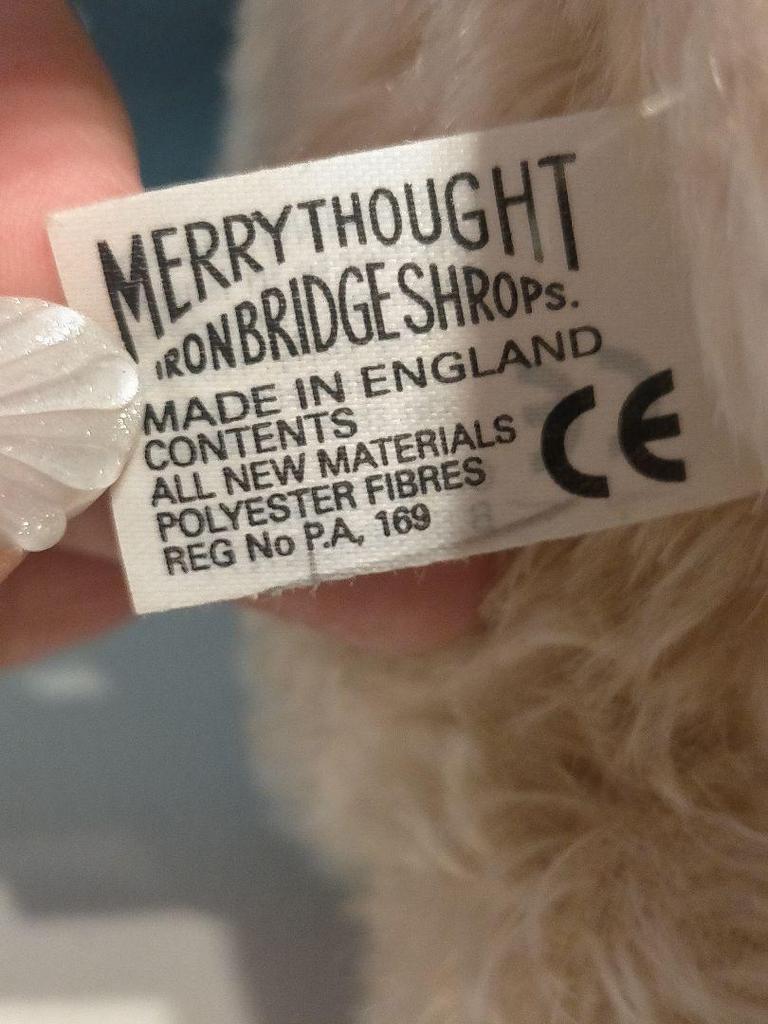 MERRYTHOUGHT
IRONBRIDGE SHROPS.
MADE IN ENGLAND
CONTENTS
ALL NEW MATERIALS
POLYESTER FIBRES
REG No P.A, 169
CE